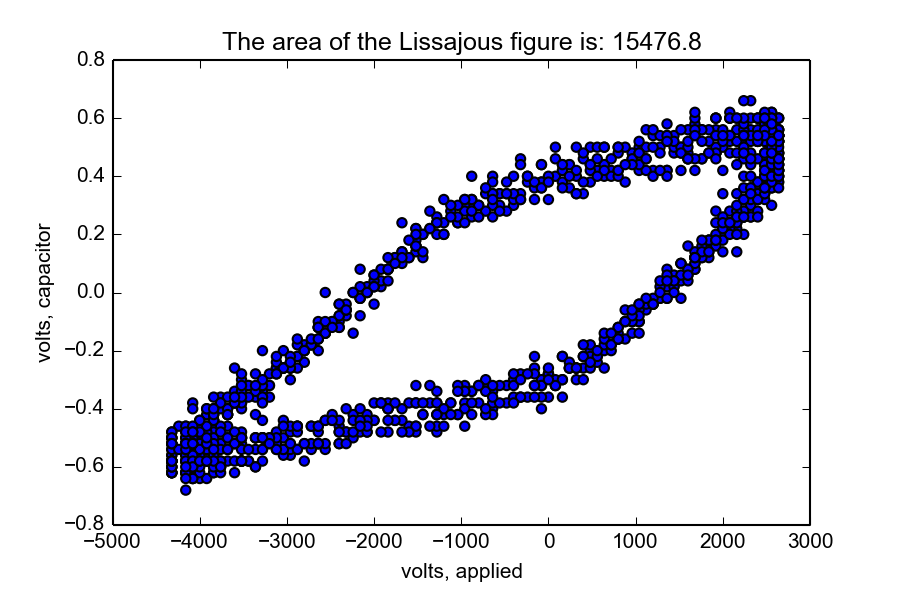 The area of the Lissajous figure is: 15476.8
0.8
0.6
0.4
0.2
0.0
−0.2
−0.4
−0.6
−0.8
volts, capacitor
−5000 −4000 −3000 −2000 −1000 0 1000 2000 3000
volts, applied